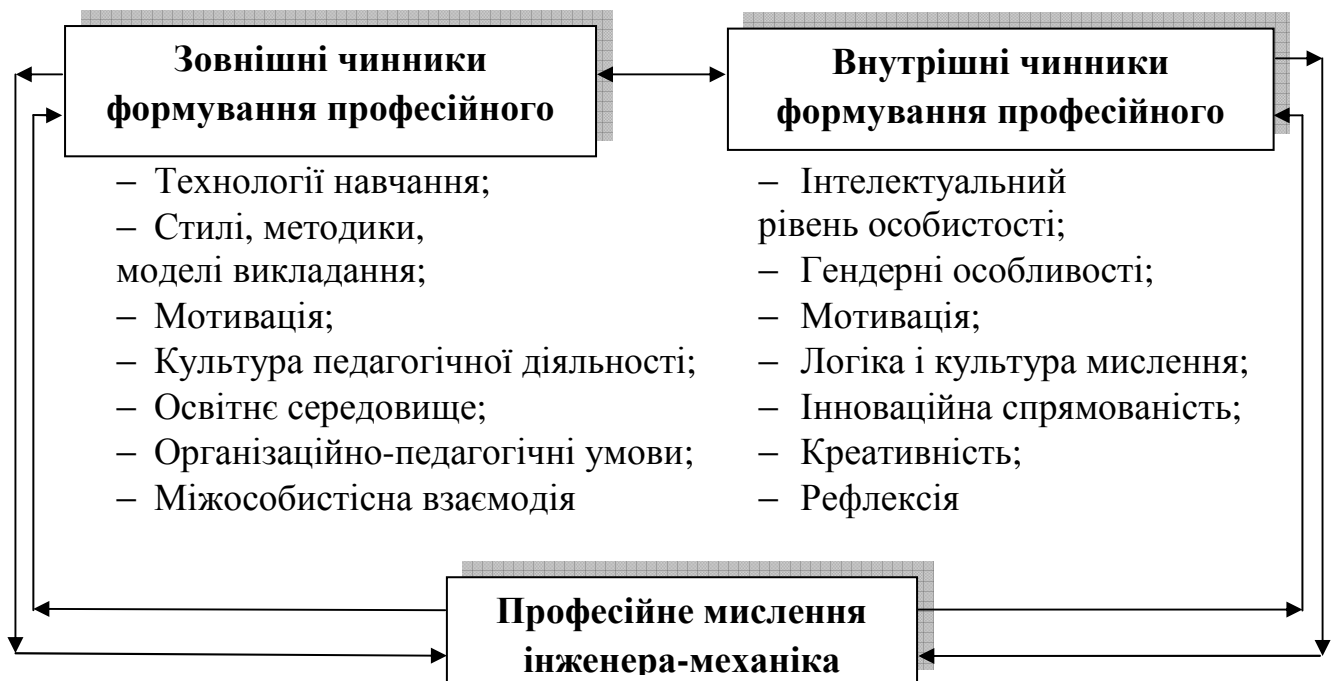 Зовнішні чинники
формування професійного
Внутрішні чинники
формування професійного
– Технології навчання;
– Стилі, методики,
моделі викладання;
– Мотивація;
– Культура педагогічної діяльності;
– Освітнє середовище;
– Організаційно-педагогічні умови;
– Міжособистісна взаємодія
– Інтелектуальний
рівень особистості;
– Гендерні особливості;
– Мотивація;
– Логіка і культура мислення;
– Інноваційна спрямованість;
– Креативність;
– Рефлексія
Професійне мислення
інженера-механіка